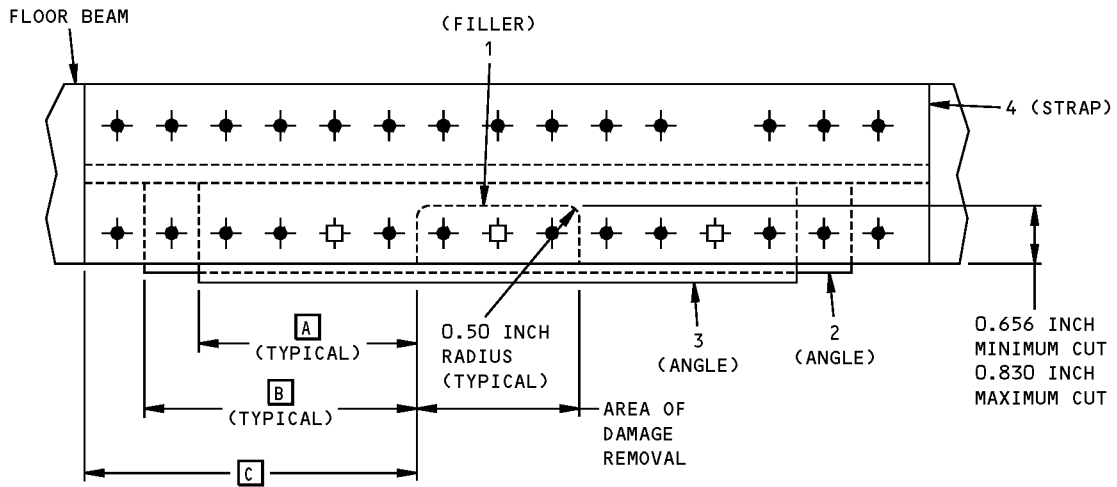 FLOOR BEAM
(FILLER)
1
4 (STRAP)
A
(TYPICAL)
B
(TYPICAL)
C
0.50 INCH
RADIUS
(TYPICAL)
AREA OF
DAMAGE
REMOVAL
3
(ANGLE)
2
(ANGLE)
0.656 INCH
MINIMUM CUT
0.830 INCH
MAXIMUM CUT